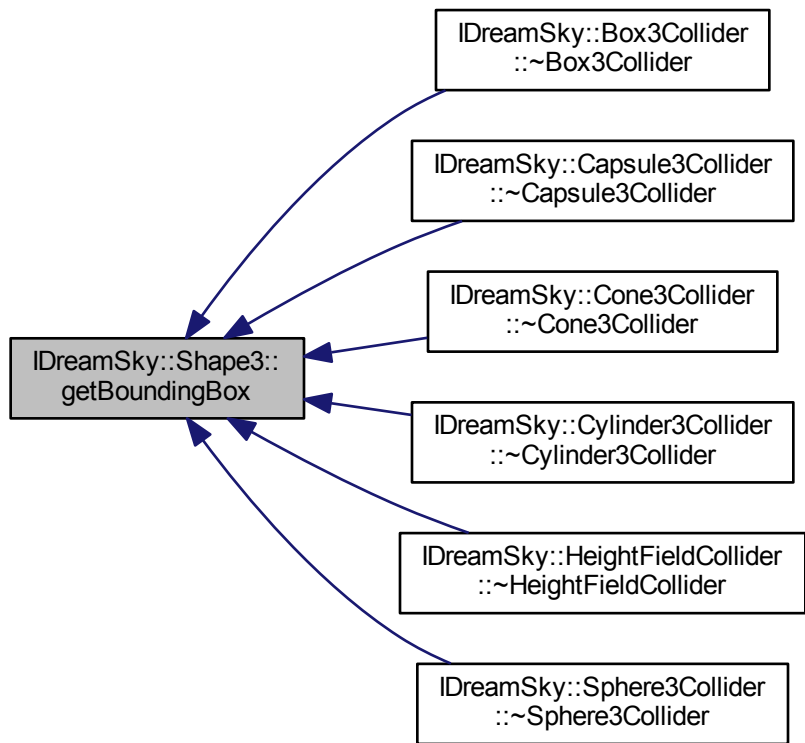 IDreamSky::Box3Collider
::~Box3Collider
IDreamSky::Capsule3Collider
::~Capsule3Collider
IDreamSky::Cone3Collider
::~Cone3Collider
IDreamSky::Shape3::
getBoundingBox
IDreamSky::Cylinder3Collider
::~Cylinder3Collider
IDreamSky::HeightFieldCollider
::~HeightFieldCollider
IDreamSky::Sphere3Collider
::~Sphere3Collider